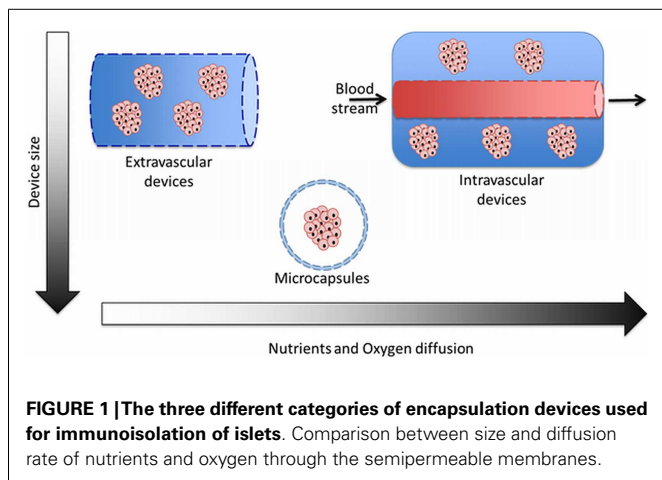 Device size
Blood
stream
Extravascular
devices
Intravascular
devices
Microcapsules
Nutrients and Oxygen diffusion
FIGURE 1 | The three different categories of encapsulation devices used
for immunoisolation of islets. Comparison between size and diffusion
rate of nutrients and oxygen through the semipermeable membranes.